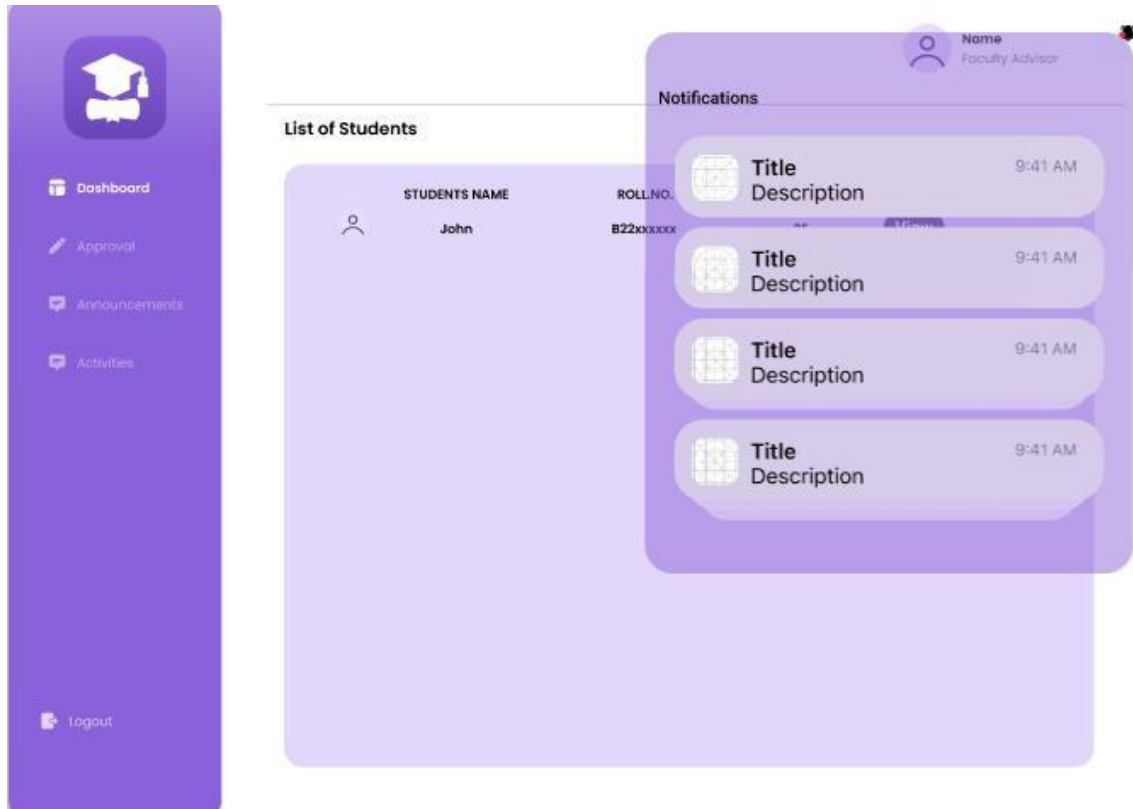 Dashboard
Approval
Announcements
Activities
Logout
Name
Faculty Advisor
Notifications
List of Students
STUDENTS NAME ROLL.NO.
John B22xxxxxx
View
Title 9:41 AM
Description
Title 9:41 AM
Description
Title 9:41 AM
Description
Title 9:41 AM
Description